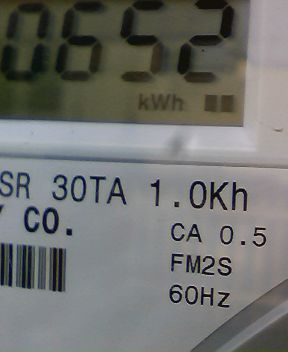 0652
kWh
SR 30TA 1.0Kh
Y CO.
CA 0.5
FM2S
60Hz